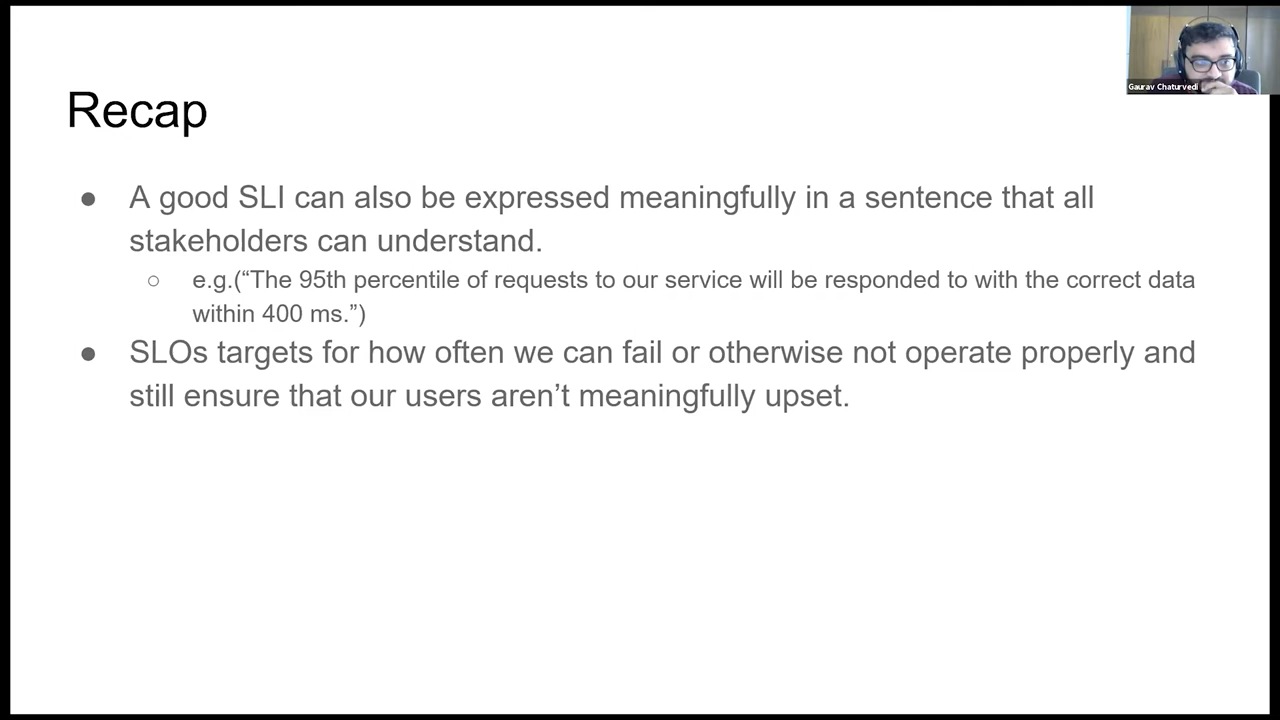 Gaurav Chaturvedi
Recap
● A good SLI can also be expressed meaningfully in a sentence that all
stakeholders can understand.
○ e.g.(“The 95th percentile of requests to our service will be responded to with the correct data
within 400 ms.”)
● SLOs targets for how often we can fail or otherwise not operate properly and
still ensure that our users aren’t meaningfully upset.